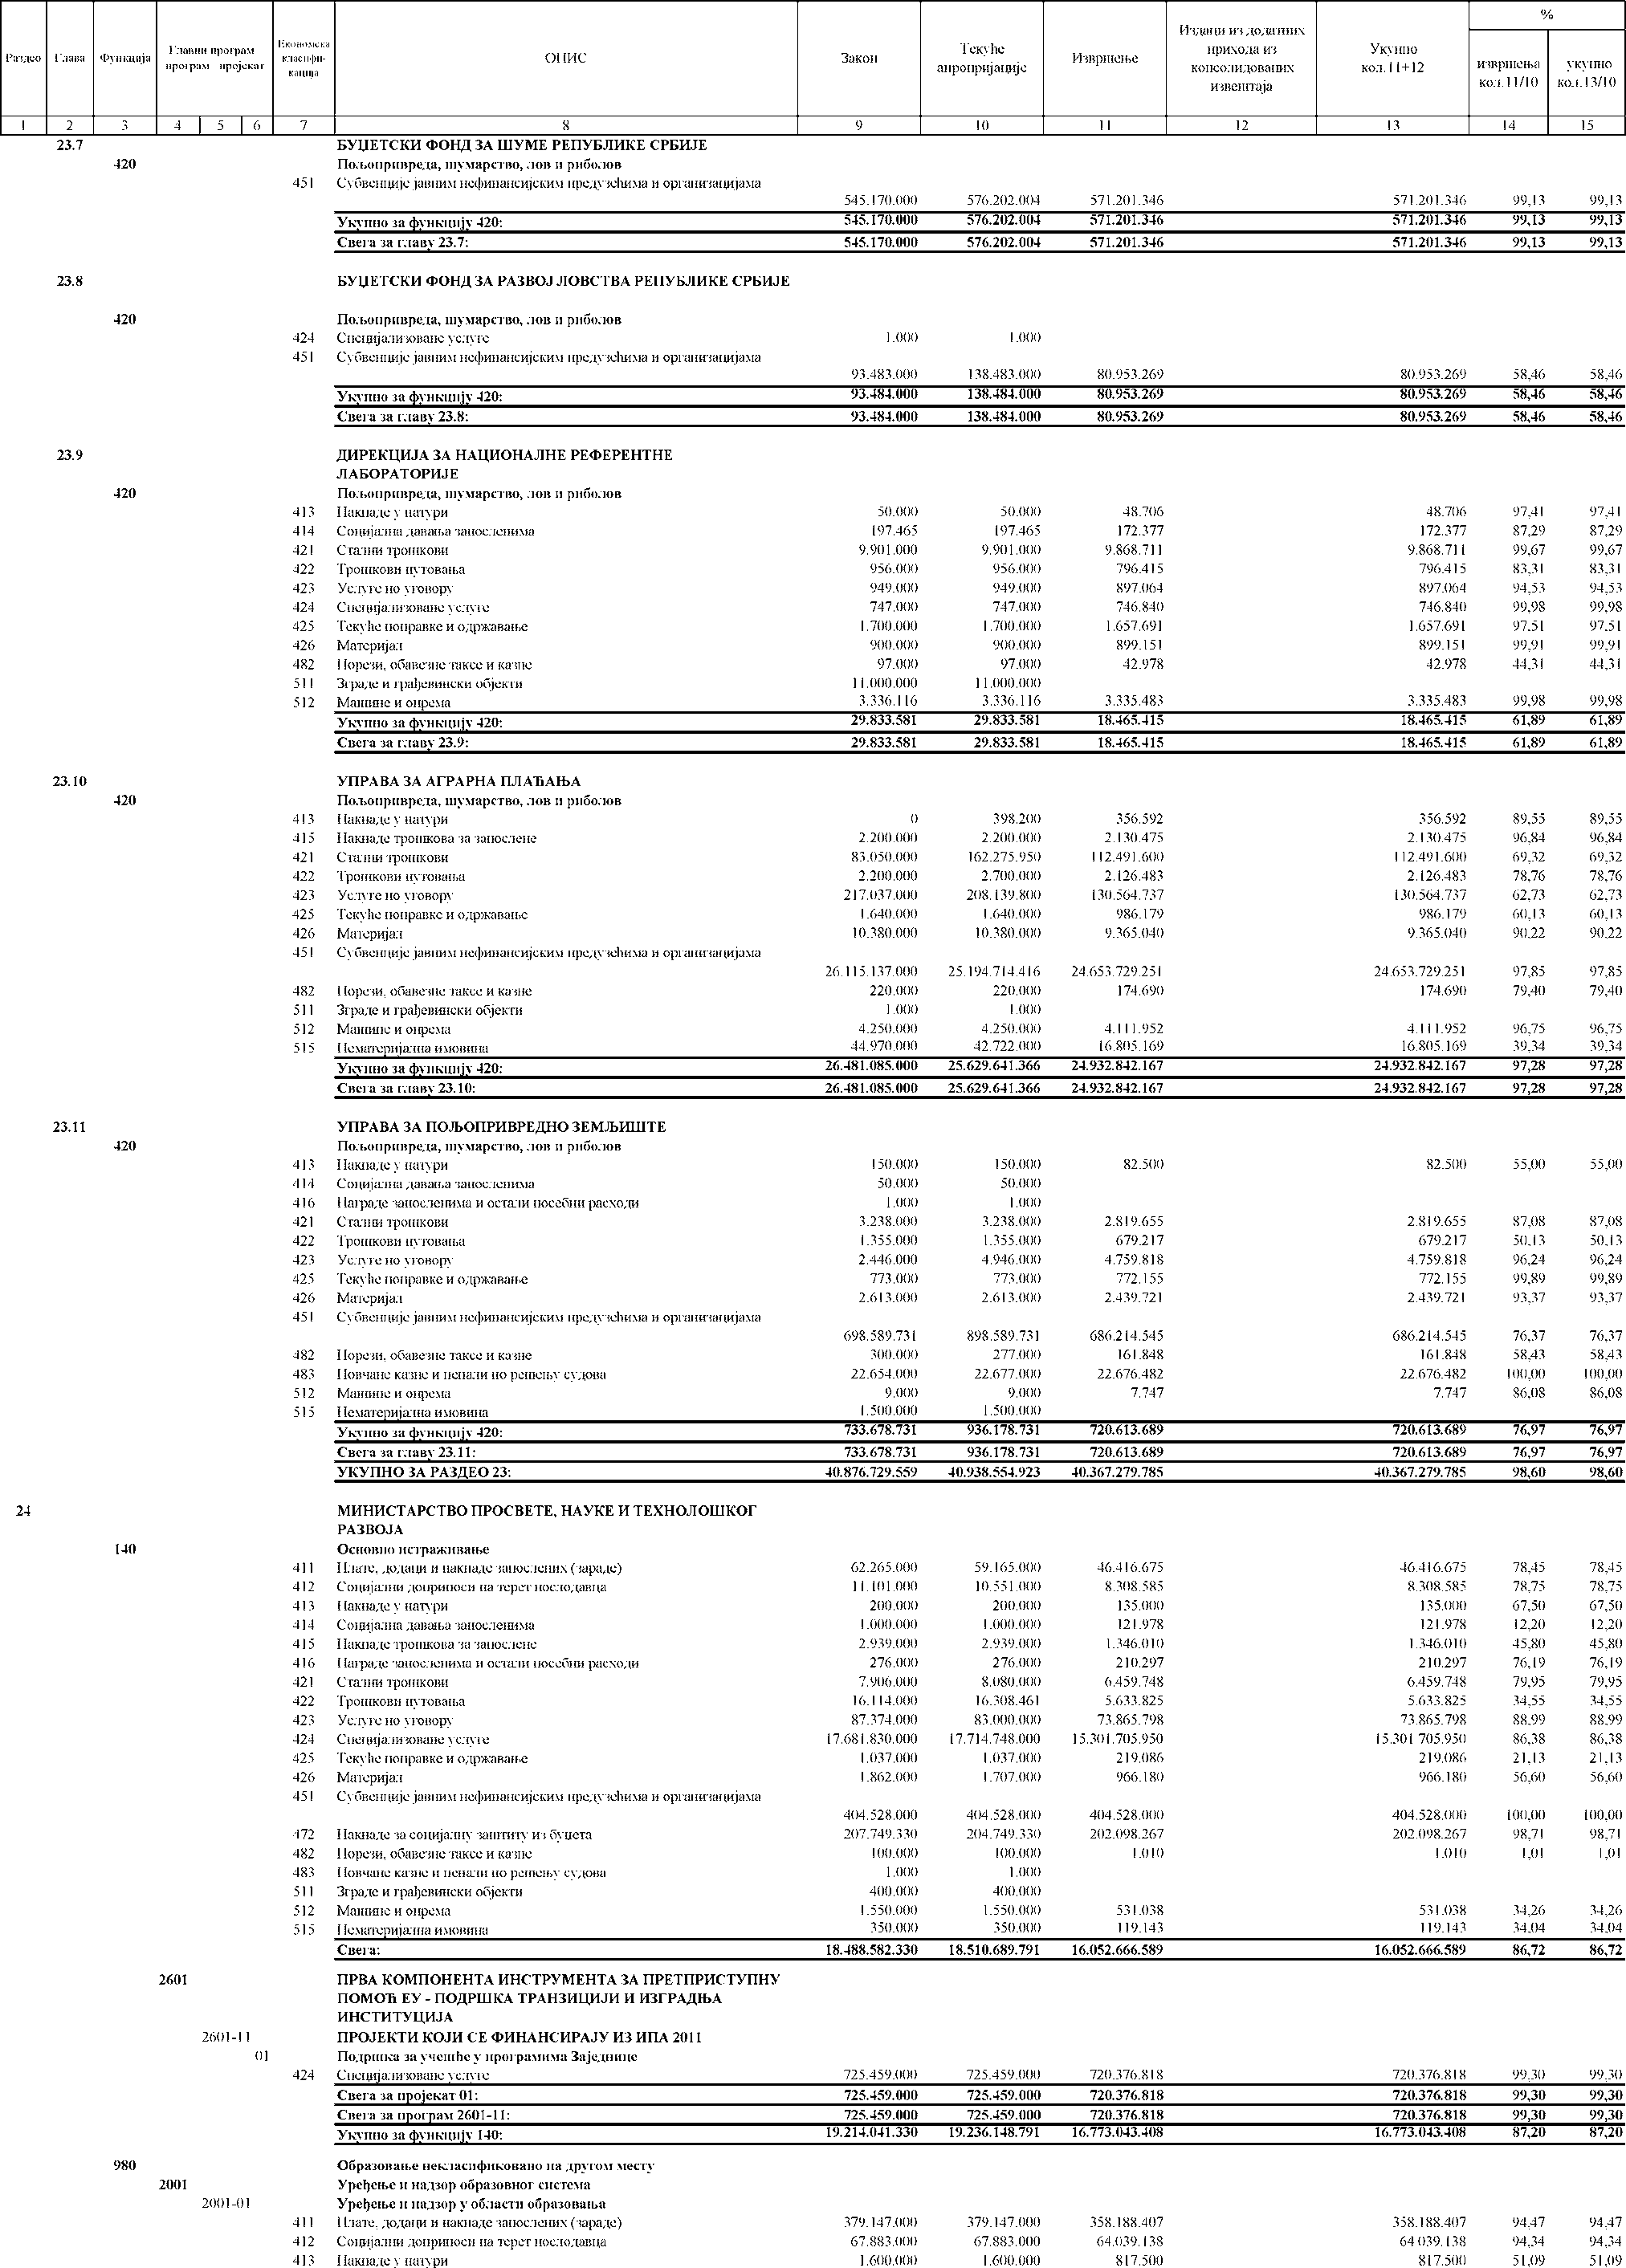 %
Раздео Глава Функција Главни програм програм пројекат Економска класифи-кација ОПИС Закон Текуће апропријације Извршење Издаци из додатних прихода из консолидованих извештаја Укупно кол.11+12 извршења кол.11/10 укупно кол.13/10
1 2 3 4 5 6 7 8 9 10 11 12 13 14 15
23.7 БУЏЕТСКИ ФОНД ЗА ШУМЕ РЕПУБЛИКЕ СРБИЈЕ
420 Пољопривреда, шумарство, лов и риболов
451 Субвенције јавним нефинансијским предузећима и организацијама
545.170.000 576.202.004 571.201.346 571.201.346 99,13 99,13
Укупно за функцију 420: 545.170.000 576.202.004 571.201.346 571.201.346 99,13 99,13
Свега за главу 23.7: 545.170.000 576.202.004 571.201.346 571.201.346 99,13 99,13
23.8 БУЏЕТСКИ ФОНД ЗА РАЗВОЈ ЛОВСТВА РЕПУБЛИКЕ СРБИЈЕ
420 Пољопривреда, шумарство, лов и риболов
424 Специјализоване услуге 1.000 1.000
451 Субвенције јавним нефинансијским предузећима и организацијама
93.483.000 138.483.000 80.953.269 80.953.269 58,46 58,46
Укупно за функцију 420: 93.484.000 138.484.000 80.953.269 80.953.269 58,46 58,46
Свега за главу 23.8: 93.484.000 138.484.000 80.953.269 80.953.269 58,46 58,46
23.9 ДИРЕКЦИЈА ЗА НАЦИОНАЛНЕ РЕФЕРЕНТНЕ
ЛАБОРАТОРИЈЕ
420 Пољопривреда, шумарство, лов и риболов
413 Накнаде у натури 50.000 50.000 48.706 48.706 97,41 97,41
414 Социјална давања запосленима 197.465 197.465 172.377 172.377 87,29 87,29
421 Стални трошкови 9.901.000 9.901.000 9.868.711 9.868.711 99,67 99,67
422 Трошкови путовања 956.000 956.000 796.415 796.415 83,31 83,31
423 Услуге по уговору 949.000 949.000 897.064 897.064 94,53 94,53
424 Специјализоване услуге 747.000 747.000 746.840 746.840 99,98 99,98
425 Текуће поправке и одржавање 1.700.000 1.700.000 1.657.691 1.657.691 97,51 97,51
426 Материјал 900.000 900.000 899.151 899.151 99,91 99,91
482 Порези, обавезне таксе и казне 97.000 97.000 42.978 42.978 44,31 44,31
511 Зграде и грађевински објекти 11.000.000 11.000.000
512 Машине и опрема 3.336.116 3.336.116 3.335.483 3.335.483 99,98 99,98
Укупно за функцију 420: 29.833.581 29.833.581 18.465.415 18.465.415 61,89 61,89
Свега за главу 23.9: 29.833.581 29.833.581 18.465.415 18.465.415 61,89 61,89
23.10 УПРАВА ЗА АГРАРНА ПЛАЋАЊА
420 Пољопривреда, шумарство, лов и риболов
413 Накнаде у натури 0 398.200 356.592 356.592 89,55 89,55
415 Накнаде трошкова за запослене 2.200.000 2.200.000 2.130.475 2.130.475 96,84 96,84
421 Стални трошкови 83.050.000 162.275.950 112.491.600 112.491.600 69,32 69,32
422 Трошкови путовања 2.200.000 2.700.000 2.126.483 2.126.483 78,76 78,76
423 Услуге по уговору 217.037.000 208.139.800 130.564.737 130.564.737 62,73 62,73
425 Текуће поправке и одржавање 1.640.000 1.640.000 986.179 986.179 60,13 60,13
426 Материјал 10.380.000 10.380.000 9.365.040 9.365.040 90,22 90,22
451 Субвенције јавним нефинансијским предузећима и организацијама
26.115.137.000 25.194.714.416 24.653.729.251 24.653.729.251 97,85 97,85
482 Порези, обавезне таксе и казне 220.000 220.000 174.690 174.690 79,40 79,40
511 Зграде и грађевински објекти 1.000 1.000
512 Машине и опрема 4.250.000 4.250.000 4.111.952 4.111.952 96,75 96,75
515 Нематеријална имовина 44.970.000 42.722.000 16.805.169 16.805.169 39,34 39,34
Укупно за функцију 420: 26.481.085.000 25.629.641.366 24.932.842.167 24.932.842.167 97,28 97,28
Свега за главу 23.10: 26.481.085.000 25.629.641.366 24.932.842.167 24.932.842.167 97,28 97,28
23.11 УПРАВА ЗА ПОЉОПРИВРЕДНО ЗЕМЉИШТЕ
420 Пољопривреда, шумарство, лов и риболов
413 Накнаде у натури 150.000 150.000 82.500 82.500 55,00 55,00
414 Социјална давања запосленима 50.000 50.000
416 Награде запосленима и остали посебни расходи 1.000 1.000
421 Стални трошкови 3.238.000 3.238.000 2.819.655 2.819.655 87,08 87,08
422 Трошкови путовања 1.355.000 1.355.000 679.217 679.217 50,13 50,13
423 Услуге по уговору 2.446.000 4.946.000 4.759.818 4.759.818 96,24 96,24
425 Текуће поправке и одржавање 773.000 773.000 772.155 772.155 99,89 99,89
426 Материјал 2.613.000 2.613.000 2.439.721 2.439.721 93,37 93,37
451 Субвенције јавним нефинансијским предузећима и организацијама
698.589.731 898.589.731 686.214.545 686.214.545 76,37 76,37
482 Порези, обавезне таксе и казне 300.000 277.000 161.848 161.848 58,43 58,43
483 Новчане казне и пенали по решењу судова 22.654.000 22.677.000 22.676.482 22.676.482 100,00 100,00
512 Машине и опрема 9.000 9.000 7.747 7.747 86,08 86,08
515 Нематеријална имовина 1.500.000 1.500.000
Укупно за функцију 420: 733.678.731 936.178.731 720.613.689 720.613.689 76,97 76,97
Свега за главу 23.11: 733.678.731 936.178.731 720.613.689 720.613.689 76,97 76,97
УКУПНО ЗА РАЗДЕО 23: 40.876.729.559 40.938.554.923 40.367.279.785 40.367.279.785 98,60 98,60
24 МИНИСТАРСТВО ПРОСВЕТЕ, НАУКЕ И ТЕХНОЛОШКОГ
РАЗВОЈА
140 Основно истраживање
411 Плате, додаци и накнаде запослених (зараде) 62.265.000 59.165.000 46.416.675 46.416.675 78,45 78,45
412 Социјални доприноси на терет послодавца 11.101.000 10.551.000 8.308.585 8.308.585 78,75 78,75
413 Накнаде у натури 200.000 200.000 135.000 135.000 67,50 67,50
414 Социјална давања запосленима 1.000.000 1.000.000 121.978 121.978 12,20 12,20
415 Накнаде трошкова за запослене 2.939.000 2.939.000 1.346.010 1.346.010 45,80 45,80
416 Награде запосленима и остали посебни расходи 276.000 276.000 210.297 210.297 76,19 76,19
421 Стални трошкови 7.906.000 8.080.000 6.459.748 6.459.748 79,95 79,95
422 Трошкови путовања 16.114.000 16.308.461 5.633.825 5.633.825 34,55 34,55
423 Услуге по уговору 87.374.000 83.000.000 73.865.798 73.865.798 88,99 88,99
424 Специјализоване услуге 17.681.830.000 17.714.748.000 15.301.705.950 15.301.705.950 86,38 86,38
425 Текуће поправке и одржавање 1.037.000 1.037.000 219.086 219.086 21,13 21,13
426 Материјал 1.862.000 1.707.000 966.180 966.180 56,60 56,60
451 Субвенције јавним нефинансијским предузећима и организацијама
404.528.000 404.528.000 404.528.000 404.528.000 100,00 100,00
472 Накнаде за социјалну заштиту из буџета 207.749.330 204.749.330 202.098.267 202.098.267 98,71 98,71
482 Порези, обавезне таксе и казне 100.000 100.000 1.010 1.010 1,01 1,01
483 Новчане казне и пенали по решењу судова 1.000 1.000
511 Зграде и грађевински објекти 400.000 400.000
512 Машине и опрема 1.550.000 1.550.000 531.038 531.038 34,26 34,26
515 Нематеријална имовина 350.000 350.000 119.143 119.143 34,04 34,04
Свега: 18.488.582.330 18.510.689.791 16.052.666.589 16.052.666.589 86,72 86,72
2601 ПРВА КОМПОНЕНТА ИНСТРУМЕНТА ЗА ПРЕТПРИСТУПНУ
ПОМОЋ ЕУ - ПОДРШКА ТРАНЗИЦИЈИ И ИЗГРАДЊА
ИНСТИТУЦИЈА
2601-11 ПРОЈЕКТИ КОЈИ СЕ ФИНАНСИРАЈУ ИЗ ИПА 2011
01 Подршка за учешће у програмима Заједнице
424 Специјализоване услуге 725.459.000 725.459.000 720.376.818 720.376.818 99,30 99,30
Свега за пројекат 01: 725.459.000 725.459.000 720.376.818 720.376.818 99,30 99,30
Свега за програм 2601-11: 725.459.000 725.459.000 720.376.818 720.376.818 99,30 99,30
Укупно за функцију 140: 19.214.041.330 19.236.148.791 16.773.043.408 16.773.043.408 87,20 87,20
980 Образовање некласификовано на другом месту
2001 Уређење и надзор образовног система
2001-01 Уређење и надзор у области образовања
411 Плате, додаци и накнаде запослених (зараде) 379.147.000 379.147.000 358.188.407 358.188.407 94,47 94,47
412 Социјални доприноси на терет послодавца 67.883.000 67.883.000 64.039.138 64.039.138 94,34 94,34
413 Накнаде у натури 1.600.000 1.600.000 817.500 817.500 51,09 51,09